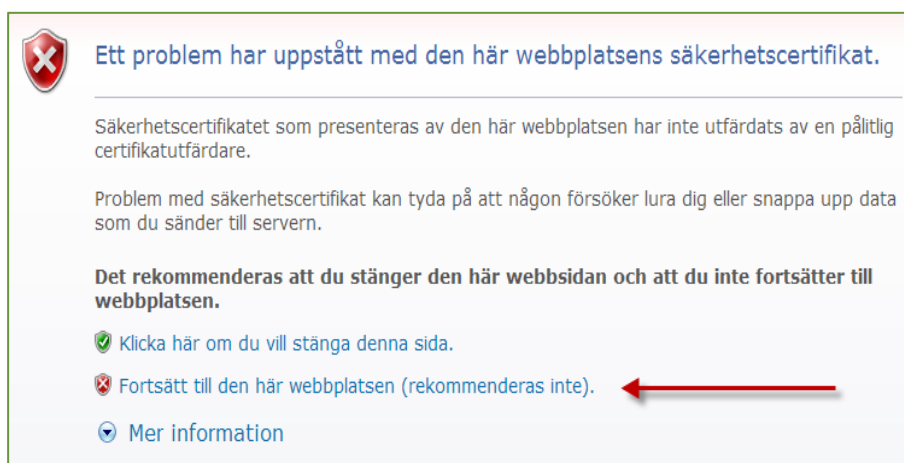 Ett problem har uppstått med den här webbplatsens säkerhetscertifikat.
Säkerhetscertifikatet som presenteras av den här webbplatsen har inte utfärdats av en pålitlig
certifikatutfärdare.
Problem med säkerhetscertifikat kan tyda på att någon försöker lura dig eller snappa upp data
som du sänder till servern.
Det rekommenderas att du stänger den här webbsidan och att du inte fortsätter till
webbplatsen.
Klicka här om du vill stänga denna sida.
Fortsätt till den här webbplatsen (rekommenderas inte).
Mer information